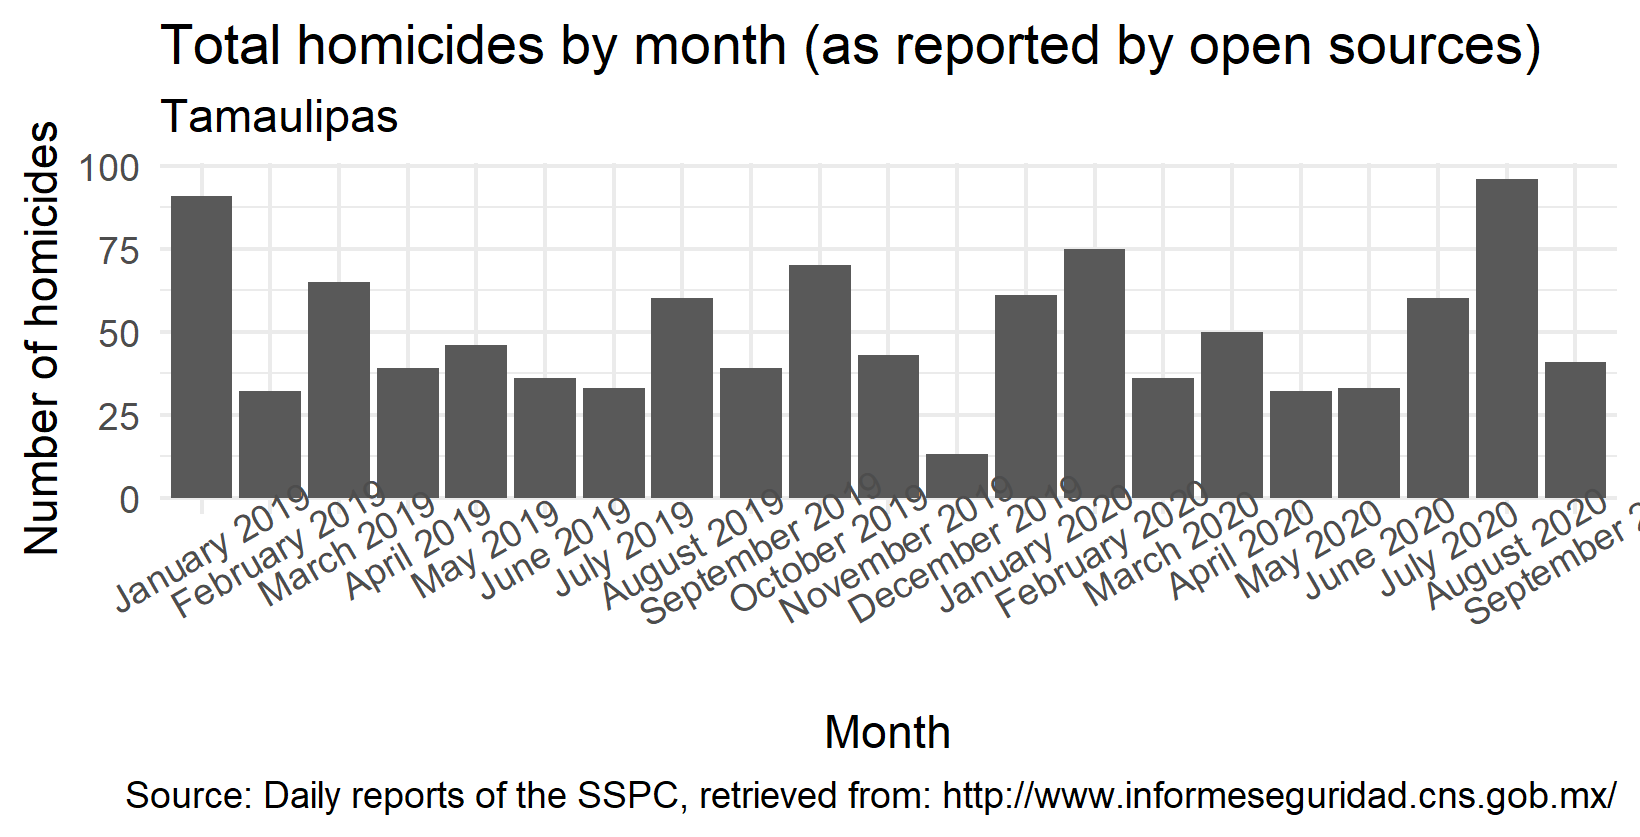 Total homicides by month (as reported by open sources)
Tamaulipas
Number of homicides
100
75
50
25
0
January 2019
February 2019
March 2019
April 2019
May 2019
June 2019
July 2019
August 2019
September 2019
October 2019
November 2019
December 2019
January 2020
February 2020
March 2020
April 2020
May 2020
June 2020
July 2020
August 2020
September
Month
Source: Daily reports of the SSPC, retrieved from: http://www.informeseguridad.cns.gob.mx/